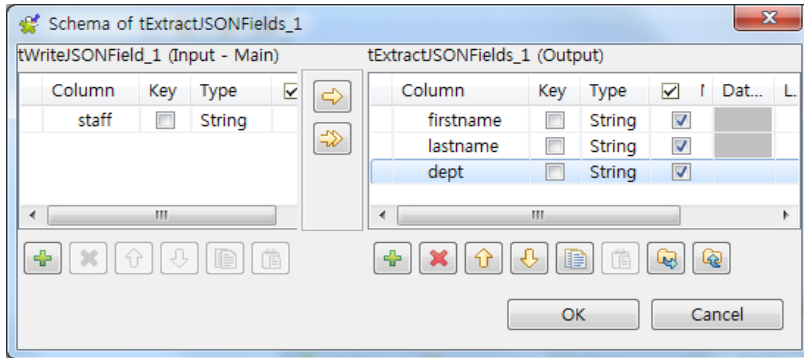 Schema of tExtractJSONFields_1
tWriteJSONField_1 (Input - Main)
tExtractJSONFields_1 (Output)
Column Key Type
staff String
Column Key Type Dat... L.
firstname String
lastname String
dept String
OK Cancel